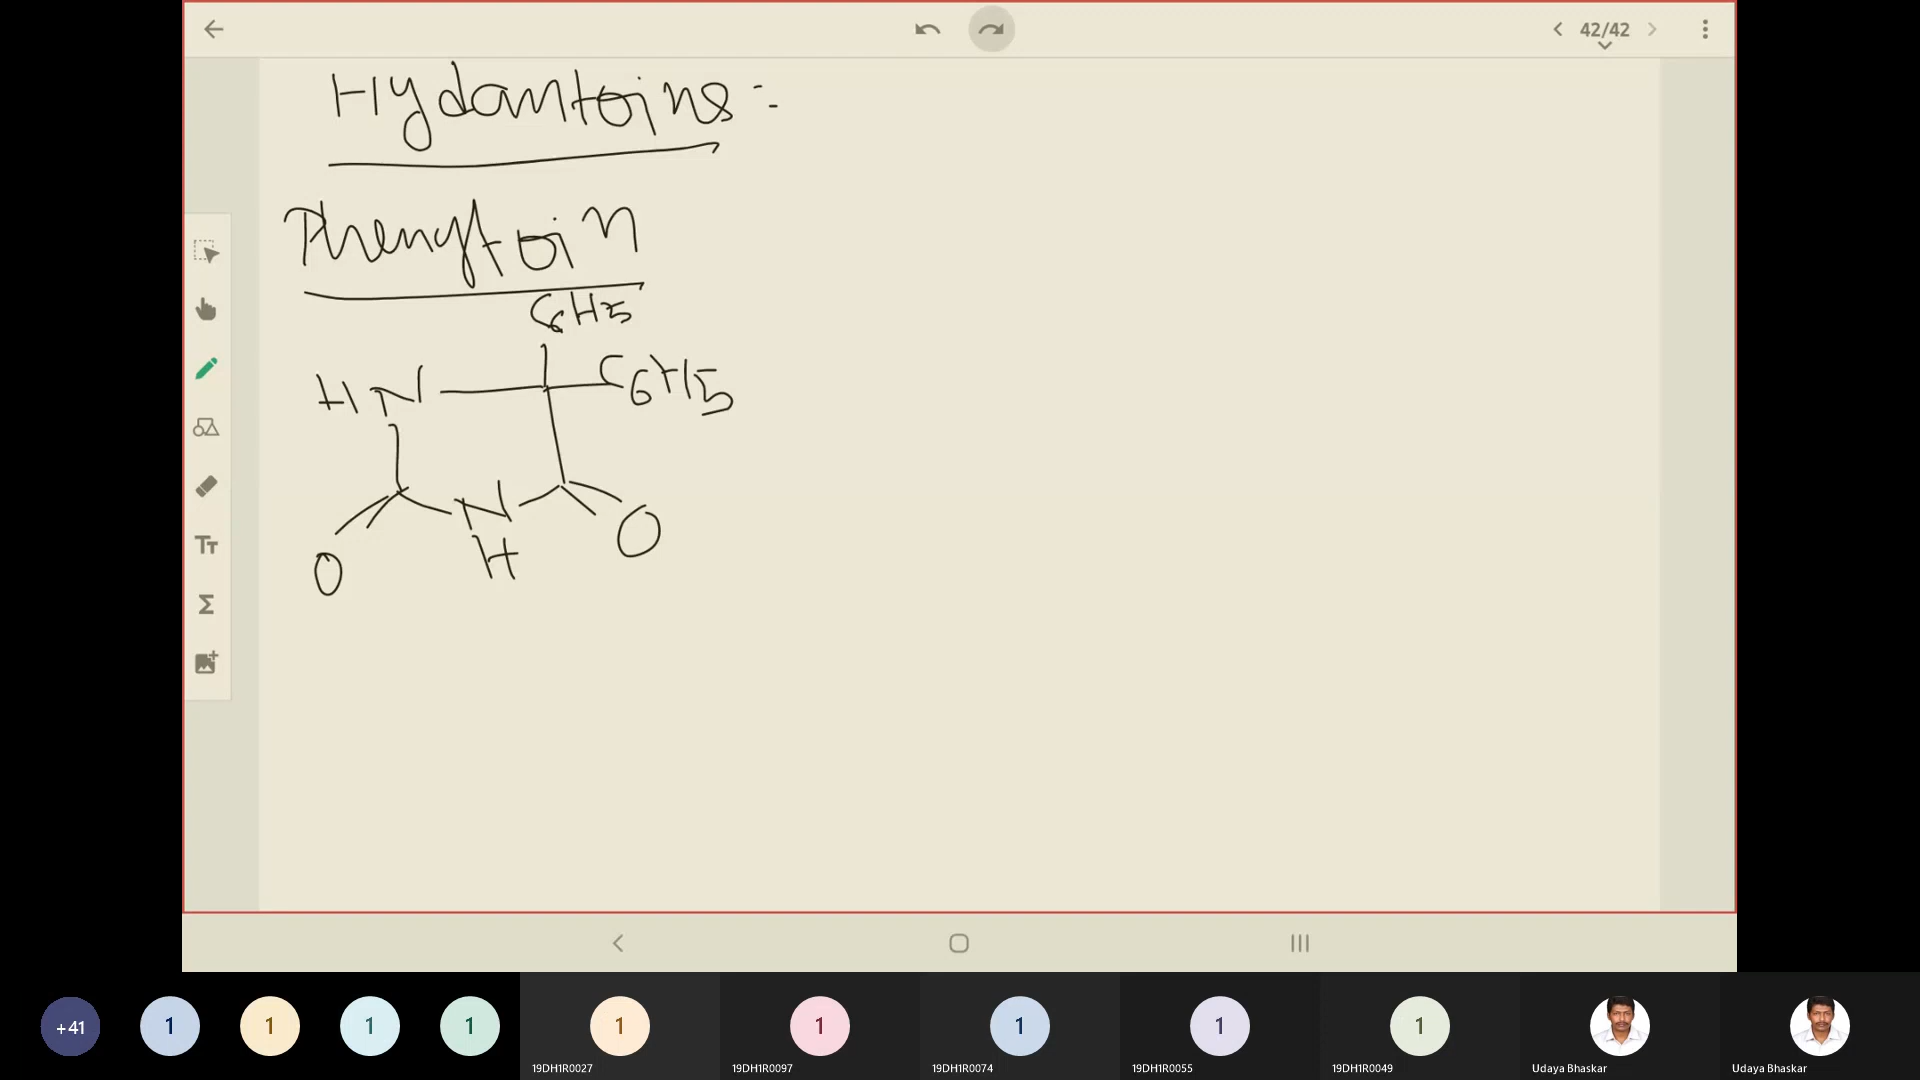 42/42
Hydantoins :-
Phenytoin
C6H5
HN C6H5
N
H
O
O
Tт
Σ
+41
1 1 1 1 1 1 1 1 1
19DH1R0027 19DH1R0097 19DH1R0074 19DH1R0055 19DH1R0049 Udaya Bhaskar Udaya Bhaskar